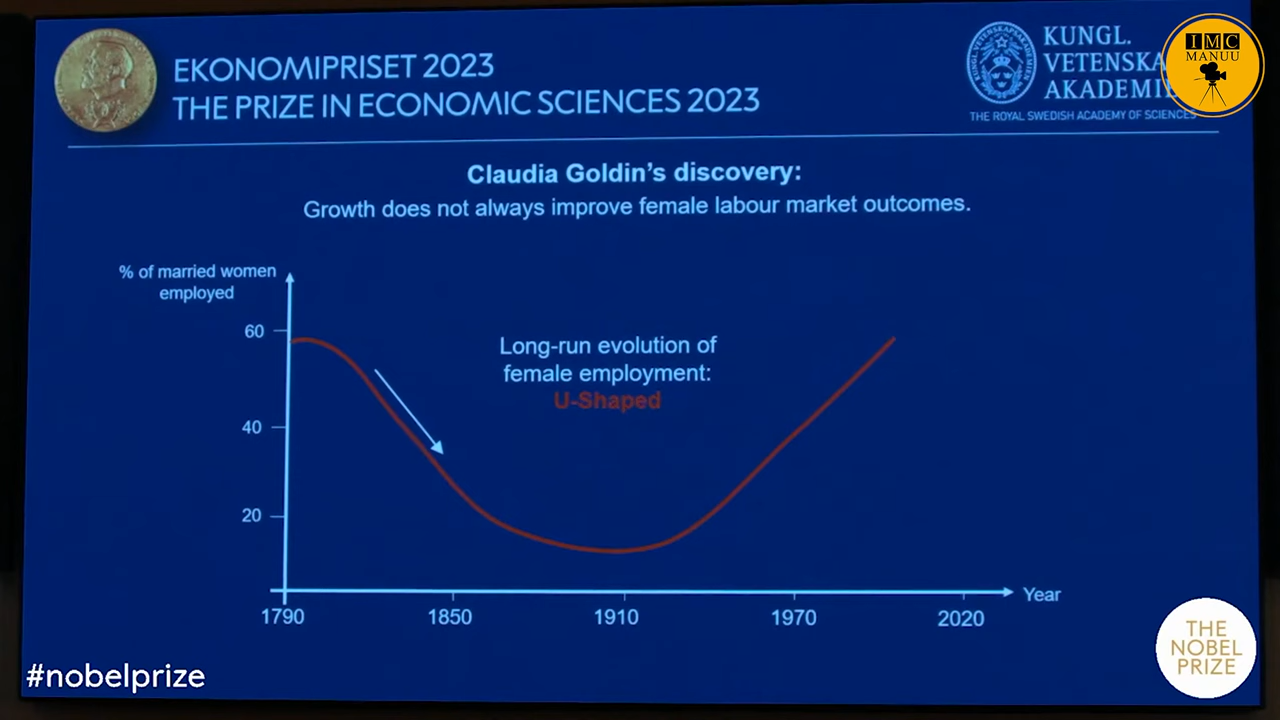 EKONOMIPRISET 2023
THE PRIZE IN ECONOMIC SCIENCES 2023
KUNGL.
VETENSKA
AKADEMI
THE ROYAL SWEDISH ACADEMY OF SCIENCES
IMC
MANUU
Claudia Goldin's discovery:
Growth does not always improve female labour market outcomes.
% of married women
employed
60
40
20
Long-run evolution of
female employment:
U-Shaped
1790
1850
1910
1970
2020
Year
#nobelprize
THE
NOBEL
PRIZE